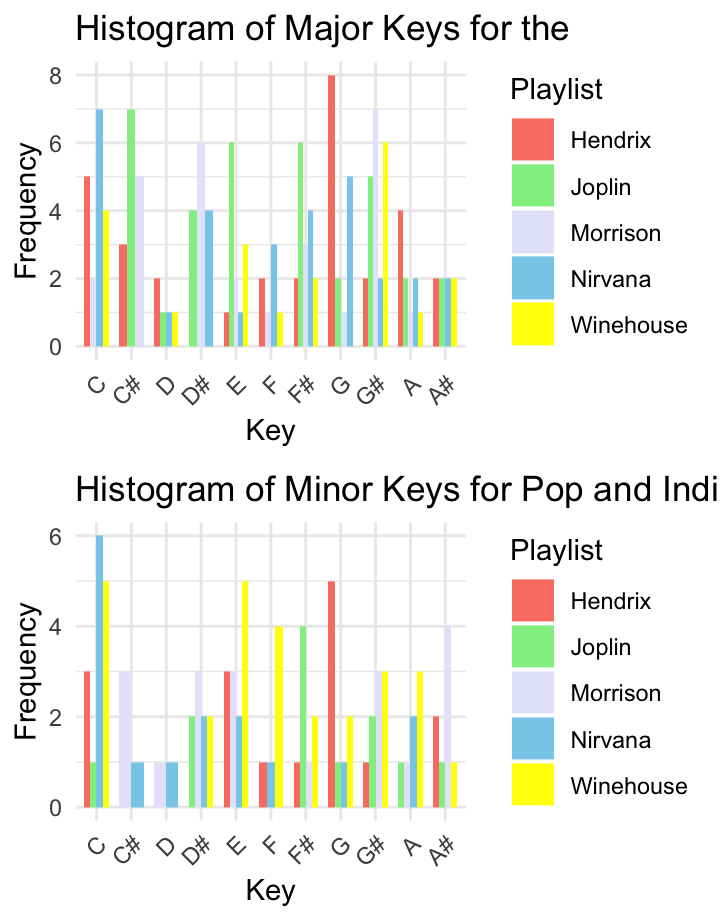 Histogram of Major Keys for the
Frequency
8
6
4
2
0
C C# D D# E F F# G G# A A#
Key
Playlist
Hendrix
Joplin
Morrison
Nirvana
Winehouse
Histogram of Minor Keys for Pop and Indi
Frequency
6
4
2
0
C C# D D# E F F# G G# A A#
Key
Playlist
Hendrix
Joplin
Morrison
Nirvana
Winehouse